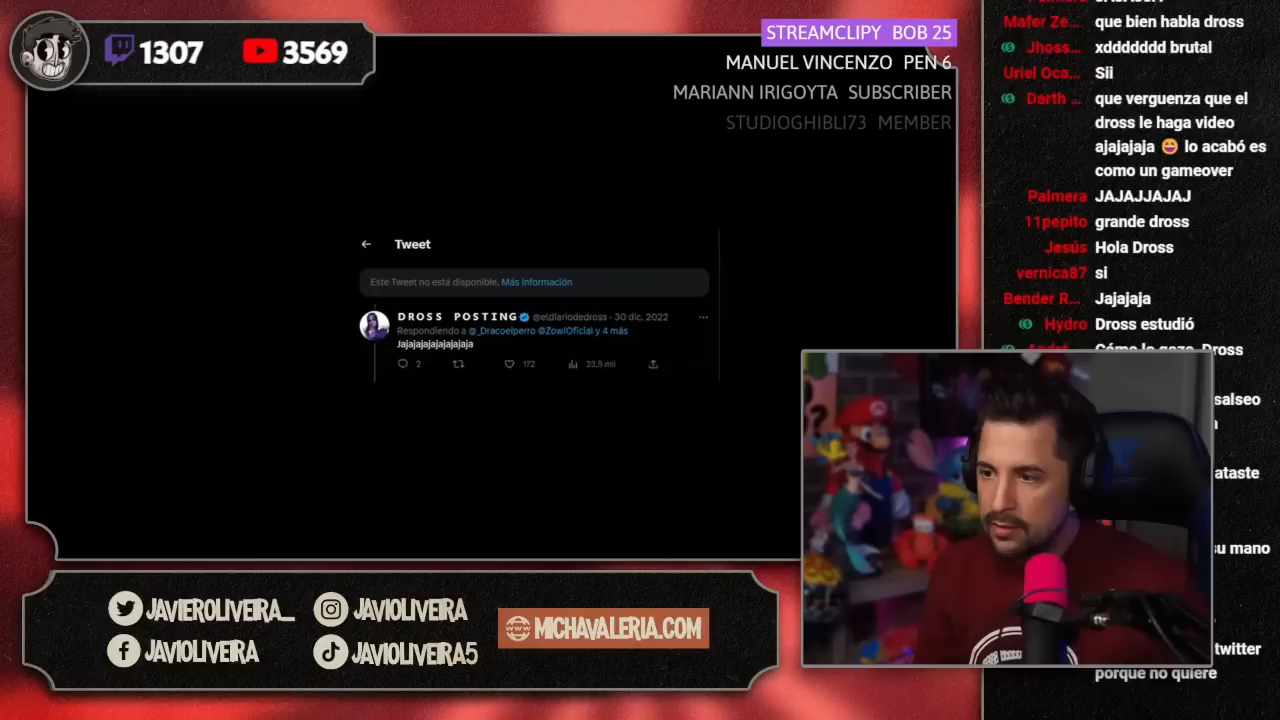 1307
3569
STREAMCLIPY BOB 25
MANUEL VINCENZO PEN 6
MARIANN IRIGOYTA SUBSCRIBER
STUDIOGHIBLI73 MEMBER
Tweet
Este Tweet no está disponible. Más información
DROSS POSTING @eldiariodedross · 30 dic. 2022
Respondiendo a @_Dracoelperro @ZowlOficial y 4 más
Jajajajajajajajaja
2
172
23,5 mil
JAVIEROLIVEIRA_
JAVIOLIVEIRA
JAVIOLIVEIRA
JAVIOLIVEIRA5
MICHAVALERIA.COM
Mafer Ze... que bien habla dross
Jhoss... xddddddd brutal
Uriel Oca... Sii
Darth ... que verguenza que el
dross le haga video
ajajajaja 😄 lo acabó es
como un gameover
Palmera JAJAJJAJAJ
11pepito grande dross
Jesús Hola Dross
vernica87 si
Bender R... Jajajaja
Hydro Dross estudió
Dross
salseo
ataste
su mano
twitter
porque no quiere